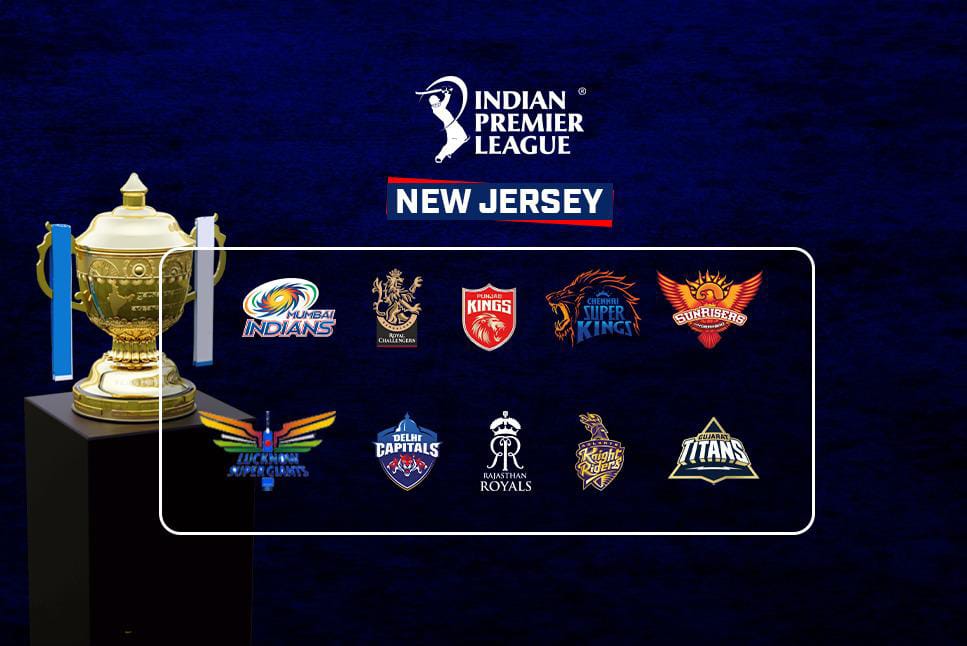 INDIAN ®
PREMIER
LEAGUE
NEW JERSEY
MUMBAI
INDIANS
ROYAL
CHALLENGERS
PUNJAB
KINGS
CHENNAI
SUPER
KINGS
SUNRISERS
LUCKNOW
SUPER GIANTS
DELHI
CAPITALS
RAJASTHAN
ROYALS
KOLKATA
Knight
Riders
GUJARAT
TITANS